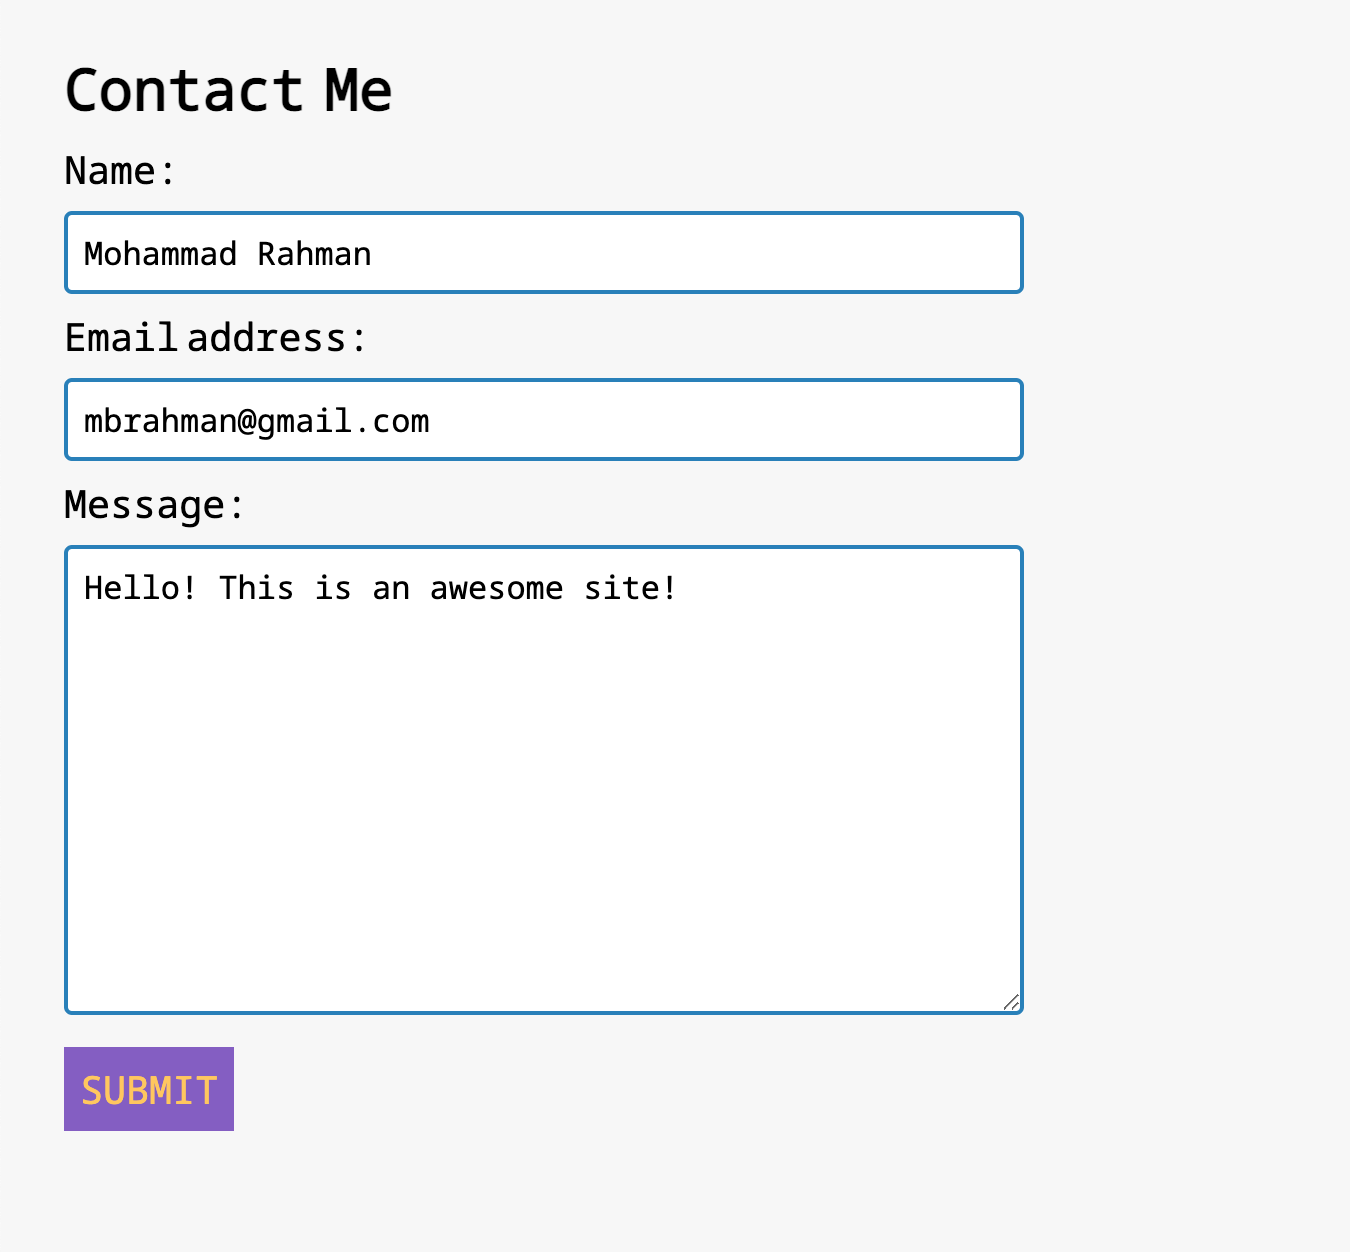 Contact Me
Name:
Mohammad Rahman
Email address:
mbrahman@gmail.com
Message:
Hello! This is an awesome site!
SUBMIT